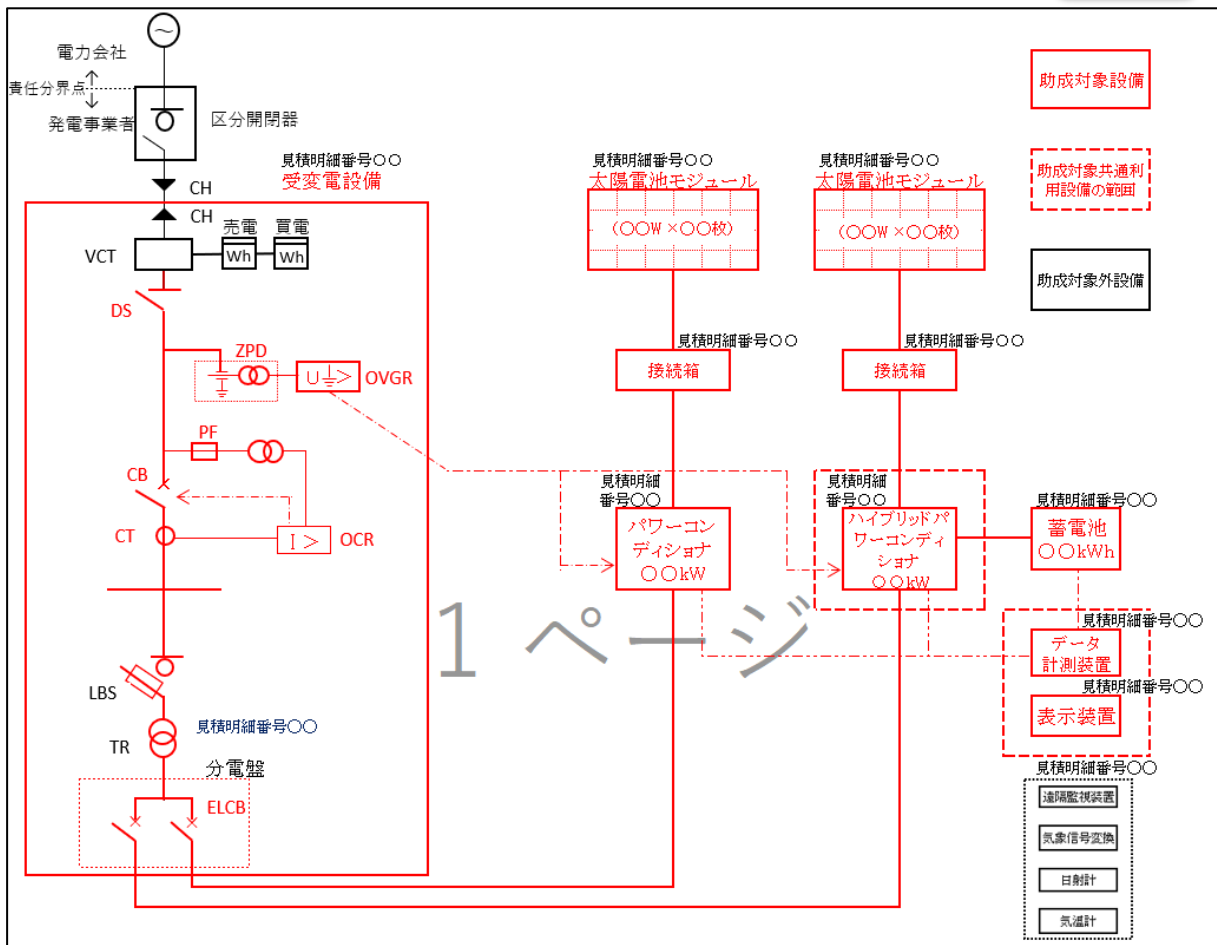 電力会社
責任分界点
発電事業者
区分開閉器
CH
CH
見積明細番号〇〇
受変電設備
売電
買電
VCT
Wh
Wh
DS
ZPD
U
>
OVGR
PF
CB
CT
I >
OCR
LBS
TR
見積明細番号〇〇
分電盤
ELCB
見積明細番号〇〇
太陽電池モジュール
(〇〇W ×〇〇枚)
見積明細番号〇〇
接続箱
見積明細
番号〇〇
パワーコン
ディショナ
〇〇kW
見積明細番号〇〇
太陽電池モジュール
(〇〇W ×〇〇枚)
見積明細番号〇〇
接続箱
見積明細
番号〇〇
ハイブリッドパ
ワーコンディ
ショナ
〇〇kW
見積明細番号〇〇
蓄電池
〇〇kWh
見積明細番号〇〇
データ
計測装置
見積明細番号〇〇
表示装置
見積明細番号〇〇
遠隔監視装置
気象信号変換
日射計
気温計
助成対象設備
助成対象共通利
用設備の範囲
助成対象外設備
1 ページ